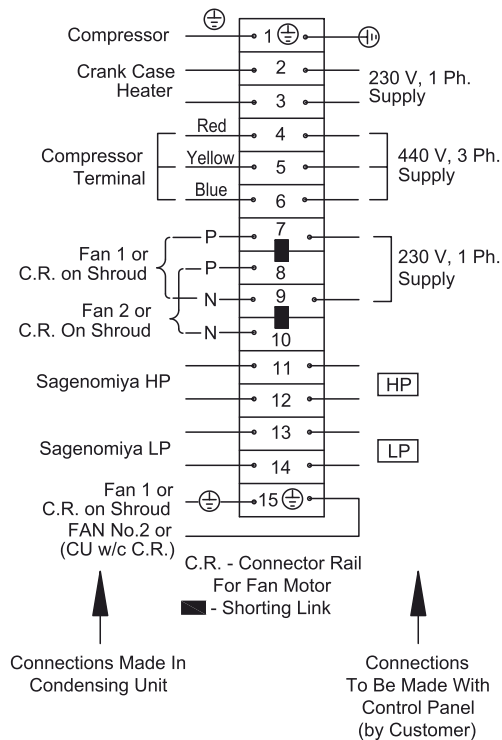 Compressor 1
Crank Case
Heater
2
3
230 V, 1 Ph.
Supply
Compressor
Terminal
Red 4
Yellow 5
Blue 6
440 V, 3 Ph.
Supply
Fan 1 or
C.R. on Shroud
Fan 2 or
C.R. On Shroud
P 7
P 8
N 9
N 10
230 V, 1 Ph.
Supply
Sagenomiya HP
11
12
HP
Sagenomiya LP
13
14
LP
Fan 1 or
C.R. on Shroud
15
FAN No.2 or
(CU w/c C.R.)
C.R. - Connector Rail
For Fan Motor
- Shorting Link
Connections Made In
Condensing Unit
Connections
To Be Made With
Control Panel
(by Customer)